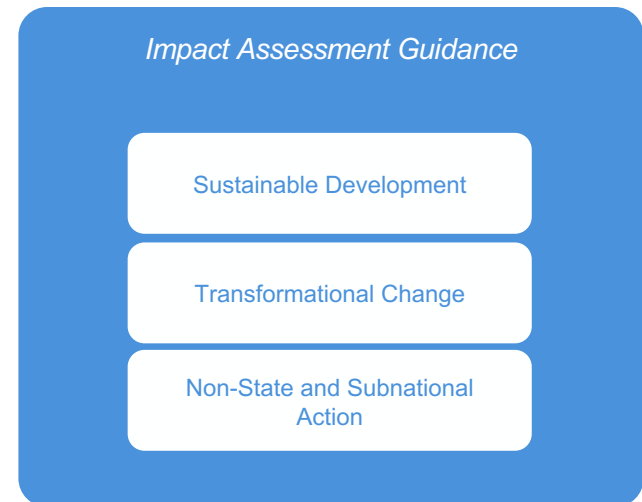 Impact Assessment Guidance
Sustainable Development
Transformational Change
Non-State and Subnational
Action